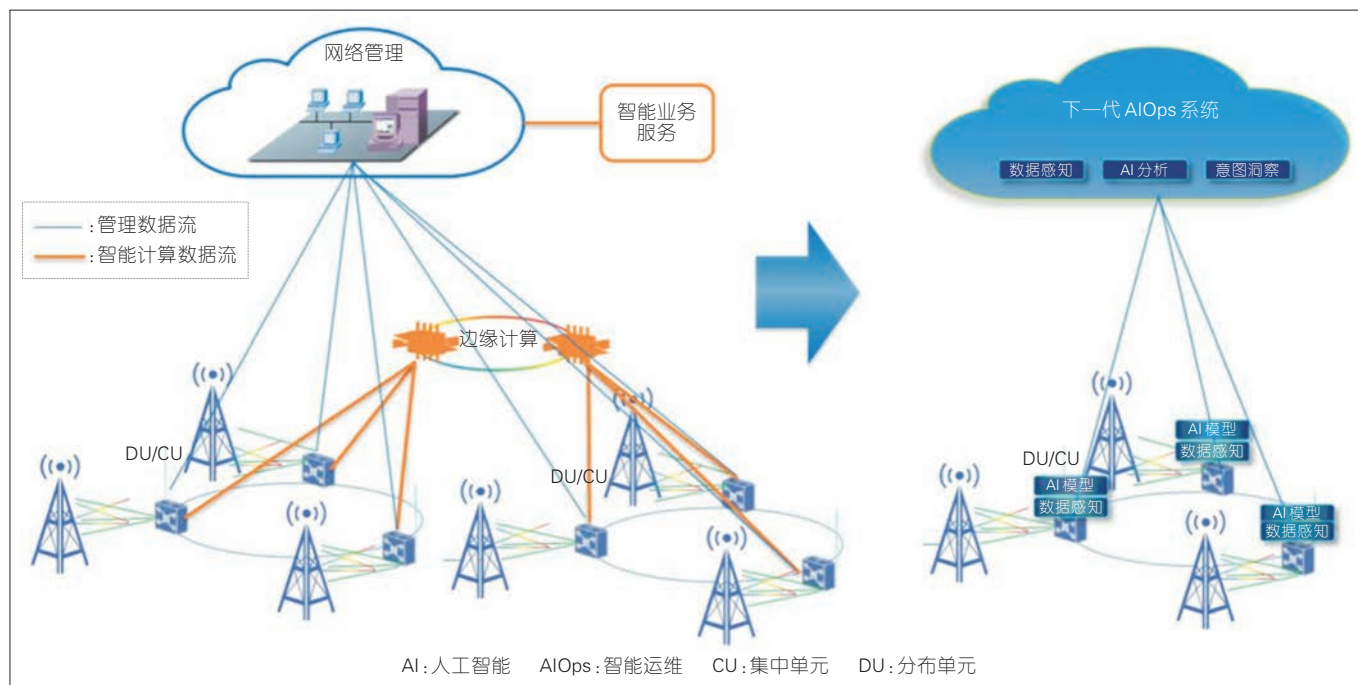 网络管理
智能业务
服务
下一代 AIOps 系统
数据感知
AI 分析
意图洞察
:管理数据流
:智能计算数据流
边缘计算
DU/CU
DU/CU
DU/CU
AI 模型
数据感知
AI 模型
数据感知
AI 模型
数据感知
AI:人工智能 AIOps:智能运维 CU:集中单元 DU:分布单元